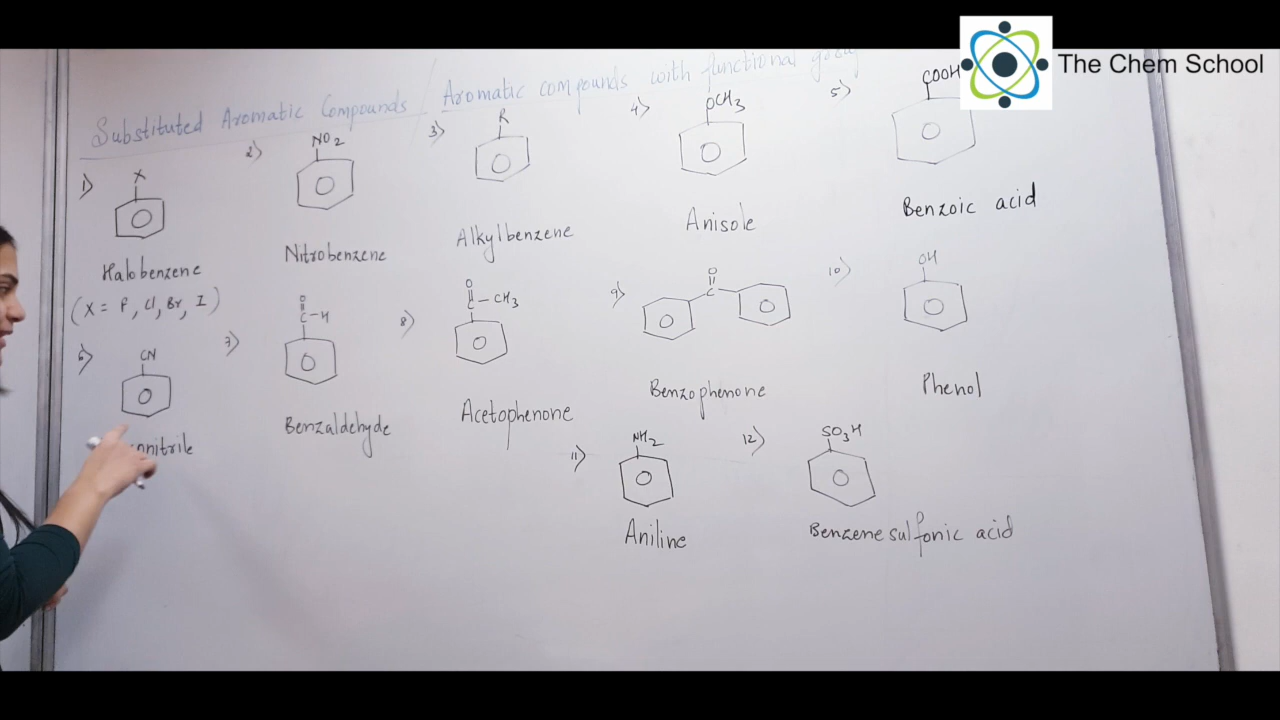 The Chem School
Substituted Aromatic Compounds / Aromatic compounds with functional group
1)
X
Halobenzene
(X = F, Cl, Br, I)
2)
NO2
Nitrobenzene
3)
R
Alkylbenzene
4)
OCH3
Anisole
5)
COOH
Benzoic acid
6)
CN
nitrile
7)
O
C-H
Benzaldehyde
8)
O
C-CH3
Acetophenone
9)
O
C
Benzophenone
10)
OH
Phenol
11)
NH2
Aniline
12)
SO3H
Benzene sulfonic acid